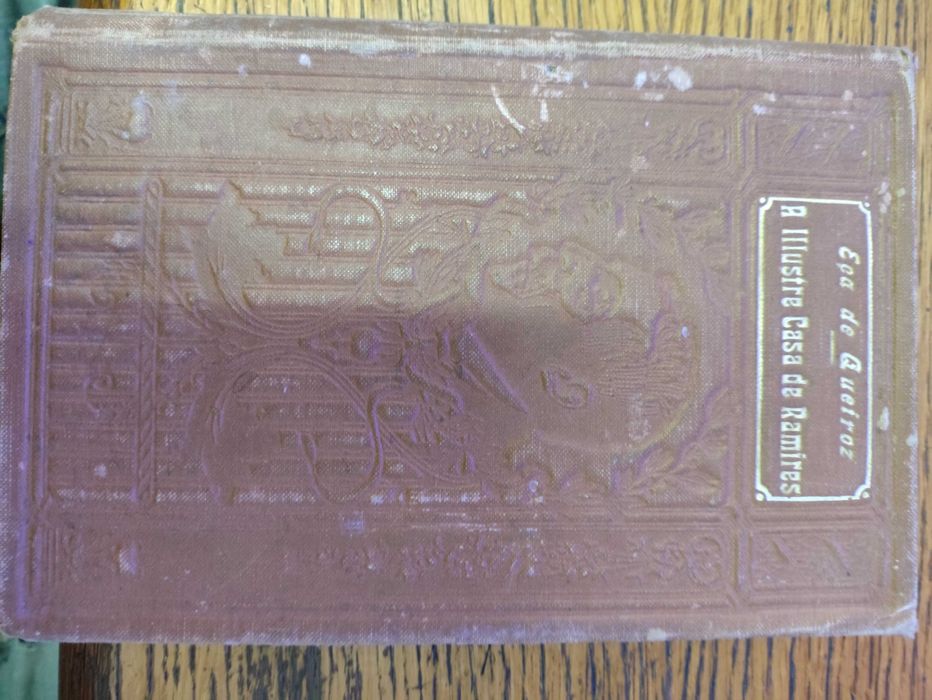 Eça de Queiroz
A Illustre Casa de Ramires